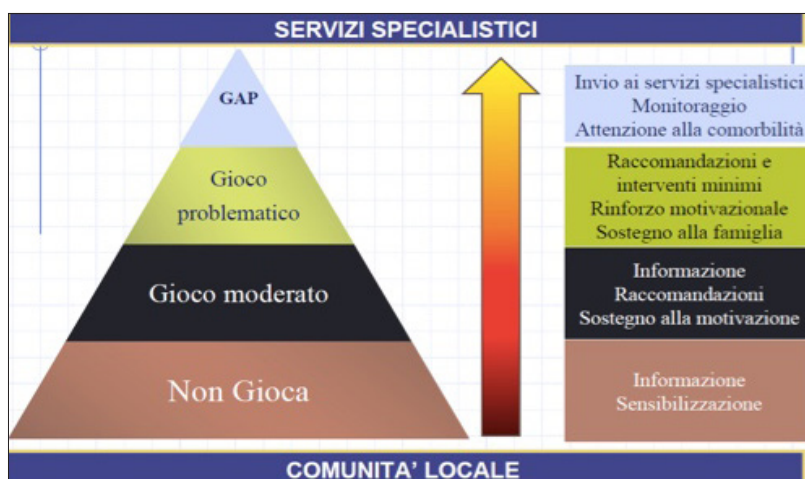 SERVIZI SPECIALISTICI
GAP
Gioco
problematico
Gioco moderato
Non Gioca
Invio ai servizi specialistici
Monitoraggio
Attenzione alla comorbilità
Raccomandazioni e
interventi minimi
Rinforzo motivazionale
Sostegno alla famiglia
Informazione
Raccomandazioni
Sostegno alla motivazione
Informazione
Sensibilizzazione
COMUNITA' LOCALE